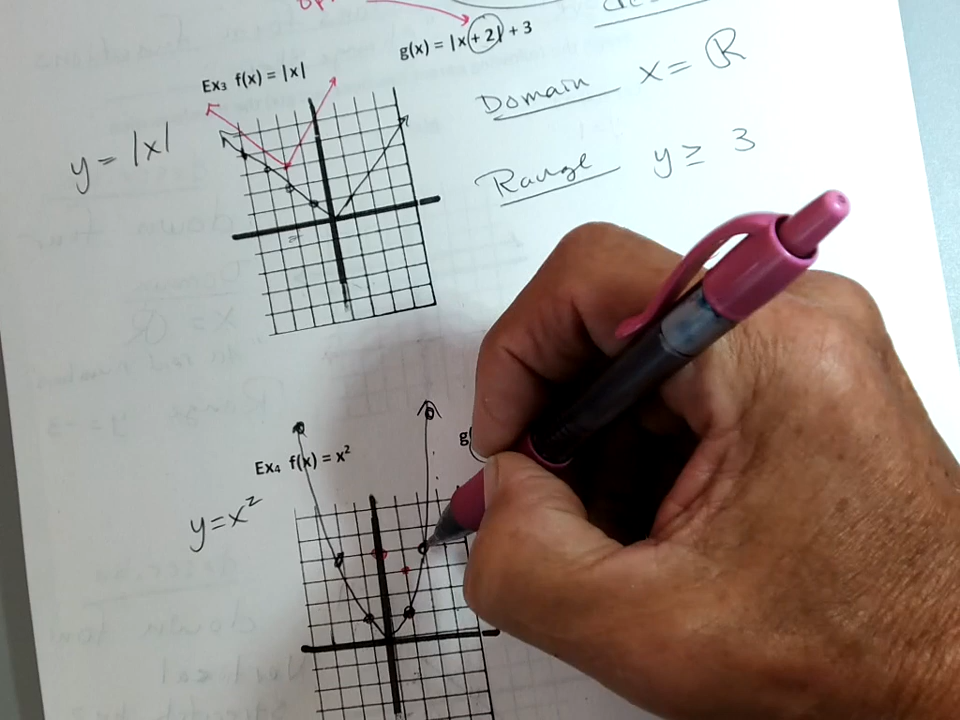 g(x) = |x + 2| + 3
Ex3 f(x) = |x|
Domain x = ℝ
y = |x|
Range y ≥ 3
Ex4 f(x) = x²
y = x²